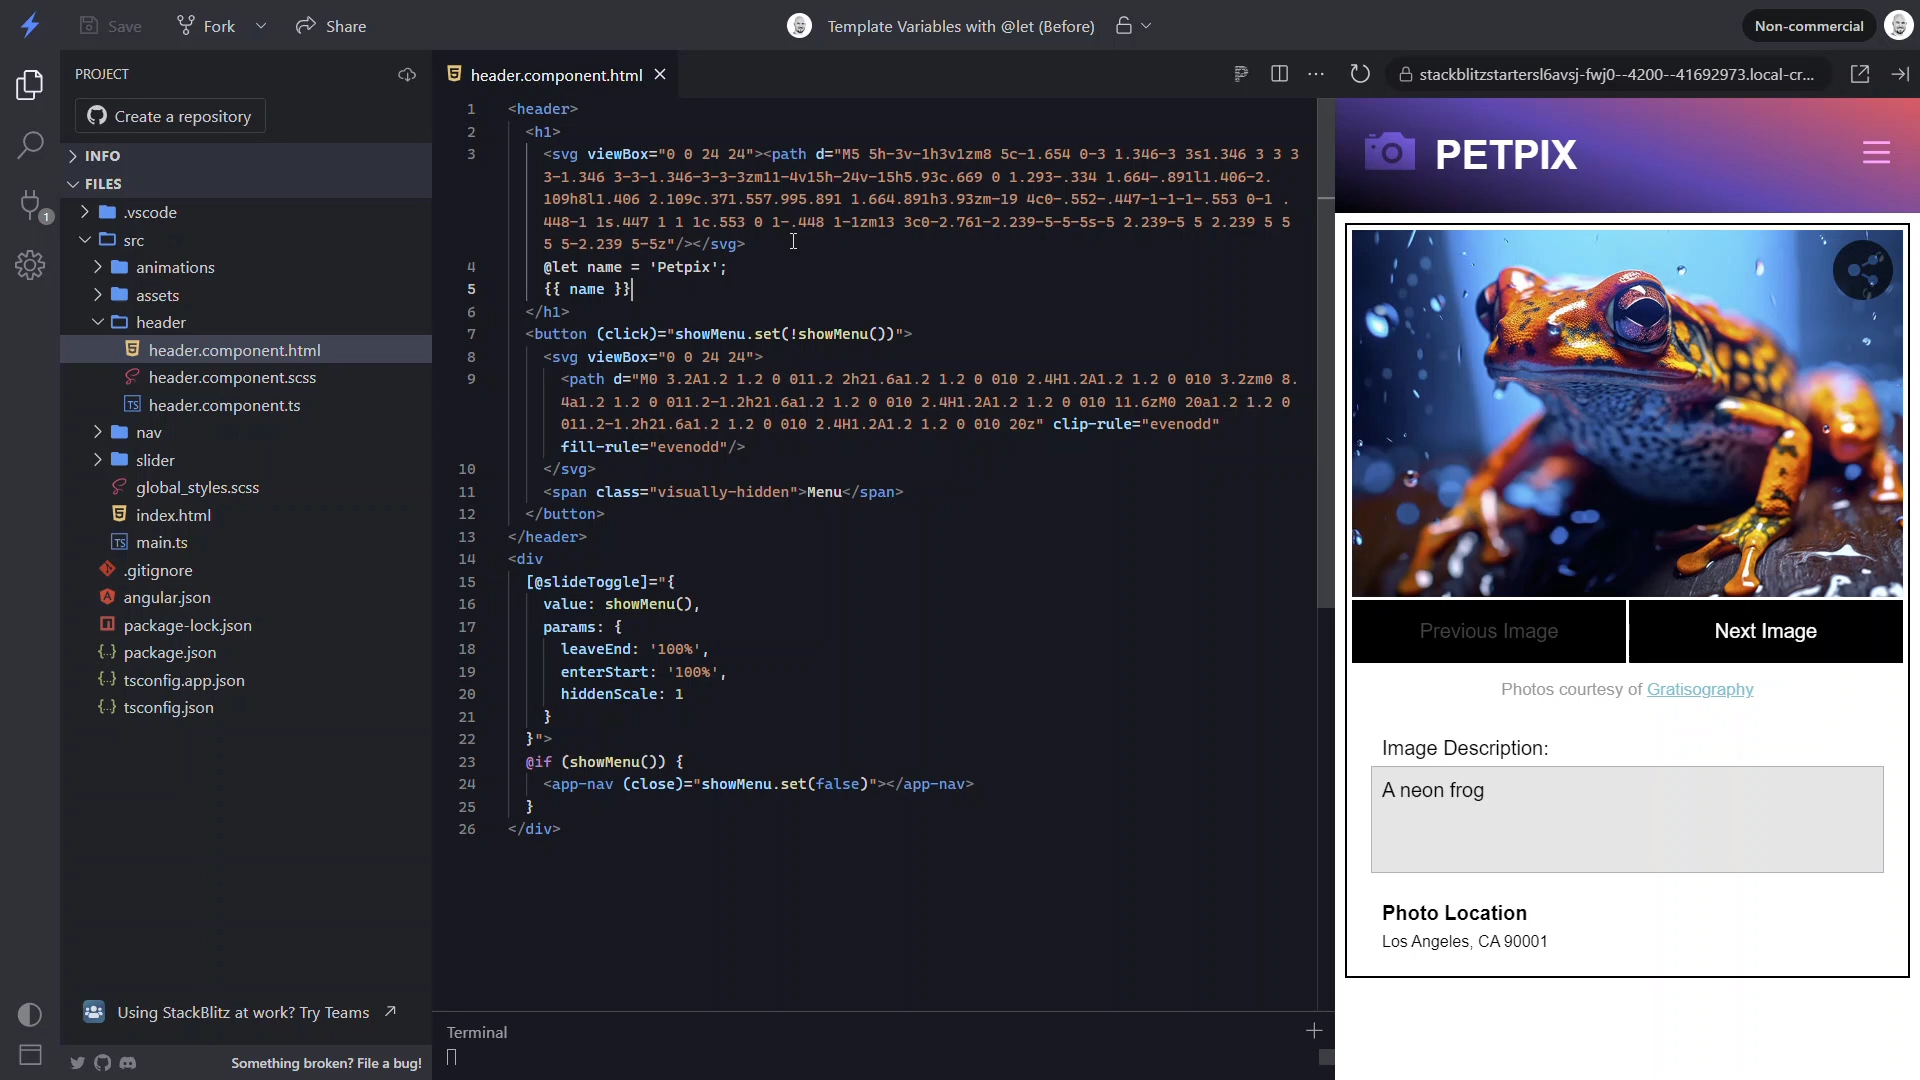 Save
Fork
Share
Template Variables with @let (Before)
Non-commercial
PROJECT
Create a repository
INFO
FILES
.vscode
src
animations
assets
header
header.component.html
header.component.scss
header.component.ts
nav
slider
global_styles.scss
index.html
main.ts
.gitignore
angular.json
package-lock.json
package.json
tsconfig.app.json
tsconfig.json
1
Using StackBlitz at work? Try Teams
Something broken? File a bug!
header.component.html
1 <header>
2 <h1>
3 <svg viewBox="0 0 24 24"><path d="M5 5h-3v-1h3v1zm8 5c-1.654 0-3 1.346-3 3s1.346 3 3 3
3-1.346 3-3-1.346-3-3-3zm11-4v15h-24v-15h5.93c.669 0 1.293-.334 1.664-.891l1.406-2.
109h8l1.406 2.109c.371.557.995.891 1.664.891h3.93zm-19 4c0-.552-.447-1-1-1-.553 0-1 .
448-1 1s.447 1 1 1c.553 0 1-.448 1-1zm13 3c0-2.761-2.239-5-5-5s-5 2.239-5 5 2.239 5 5
5 5-2.239 5-5z"/></svg>
4 @let name = 'Petpix';
5 {{ name }}
6 </h1>
7 <button (click)="showMenu.set(!showMenu())">
8 <svg viewBox="0 0 24 24">
9 <path d="M0 3.2A1.2 1.2 0 011.2 2h21.6a1.2 1.2 0 010 2.4H1.2A1.2 1.2 0 010 3.2zm0 8.
4a1.2 1.2 0 011.2-1.2h21.6a1.2 1.2 0 010 2.4H1.2A1.2 1.2 0 010 11.6zM0 20a1.2 1.2 0
011.2-1.2h21.6a1.2 1.2 0 010 2.4H1.2A1.2 1.2 0 010 20z" clip-rule="evenodd"
fill-rule="evenodd"/>
10 </svg>
11 <span class="visually-hidden">Menu</span>
12 </button>
13 </header>
14 <div
15 [@slideToggle]="{
16 value: showMenu(),
17 params: {
18 leaveEnd: '100%',
19 enterStart: '100%',
20 hiddenScale: 1
21 }
22 }">
23 @if (showMenu()) {
24 <app-nav (close)="showMenu.set(false)"></app-nav>
25 }
26 </div>
Terminal
stackblitzstartersl6avsj-fwj0--4200--41692973.local-cr...
PETPIX
Previous Image
Next Image
Photos courtesy of Gratisography
Image Description:
A neon frog
Photo Location
Los Angeles, CA 90001